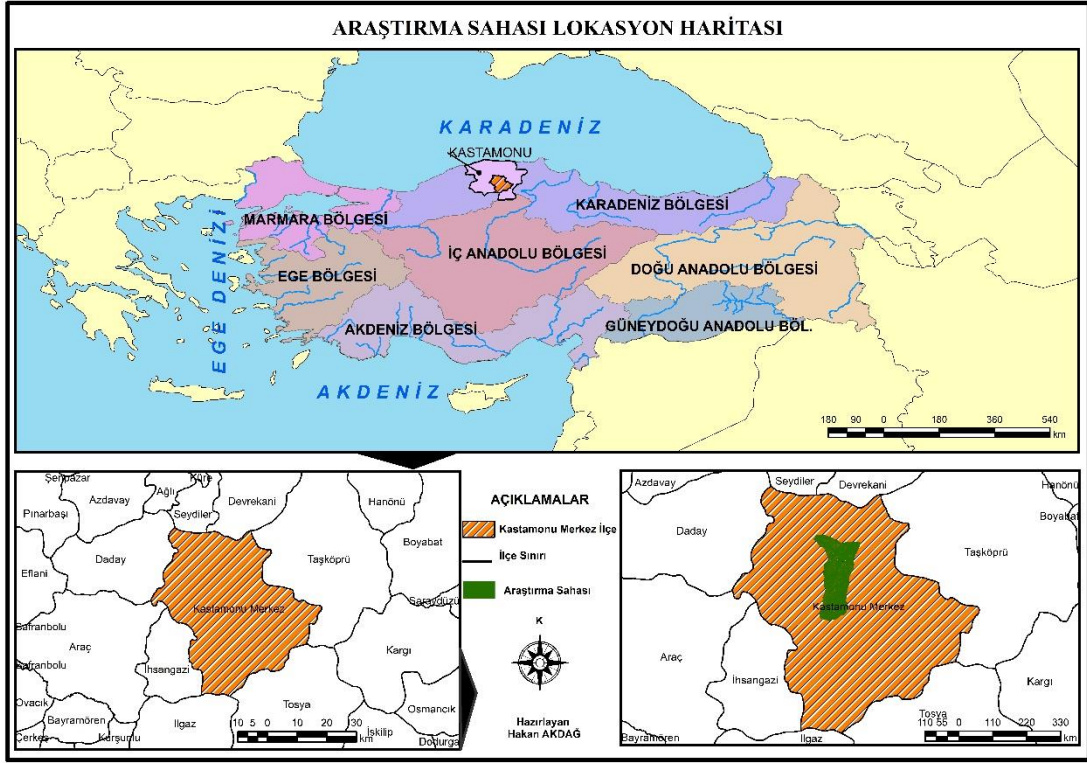 ARAŞTIRMA SAHASI LOKASYON HARİTASI
KARADENİZ
KASTAMONU
MARMARA BÖLGESİ
KARADENİZ BÖLGESİ
İÇ ANADOLU BÖLGESİ
EGE BÖLGESİ
DOĞU ANADOLU BÖLGESİ
EGE DENİZİ
AKDENİZ BÖLGESİ
GÜNEYDOĞU ANADOLU BÖL.
AKDENİZ
180 90 0 180 360 540
km
Şenpazar
Küre
Ağlı
Azdavay
Devrekani
Hanönü
Pınarbaşı
Seydiler
Boyabat
Daday
Taşköprü
Eflani
Saraydüzü
Kastamonu Merkez
Safranbolu
Araç
Kargı
Safranbolu
İhsangazi
Ovacık
Tosya
Osmancık
Bayramören
Ilgaz
İskilip
Çerkeş
Kurşunlu
Dodurga
10 5 0 10 20 30
km
AÇIKLAMALAR
Kastamonu Merkez İlçe
İlçe Sınırı
Araştırma Sahası
K
Hazırlayan
Hakan AKDAĞ
Azdavay
Seydiler
Devrekani
Hanönü
Boyabat
Daday
Taşköprü
Kastamonu Merkez
Araç
İhsangazi
Kargı
Tosya
Bayramören
Ilgaz
110 55 0 110 220 330
km